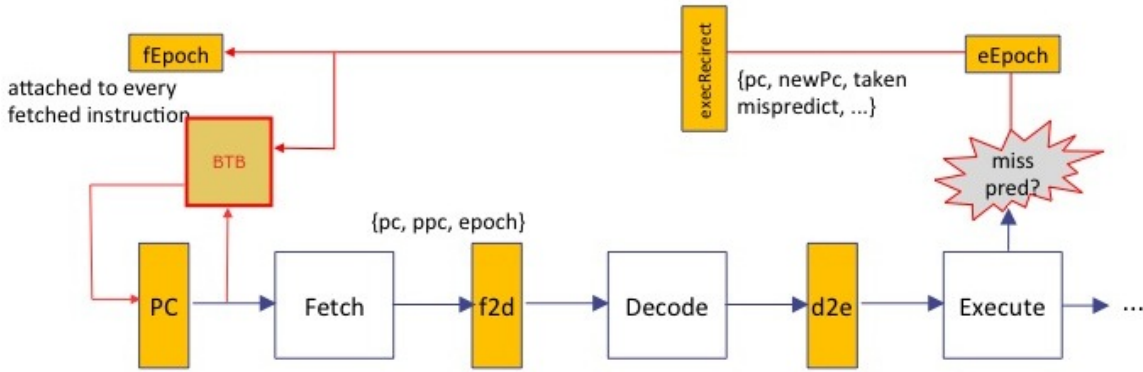 fEpoch
execRecirect
eEpoch
attached to every
fetched instruction
{pc, newPc, taken
mispredict, ...}
BTB
miss
pred?
{pc, ppc, epoch}
PC
Fetch
f2d
Decode
d2e
Execute
...